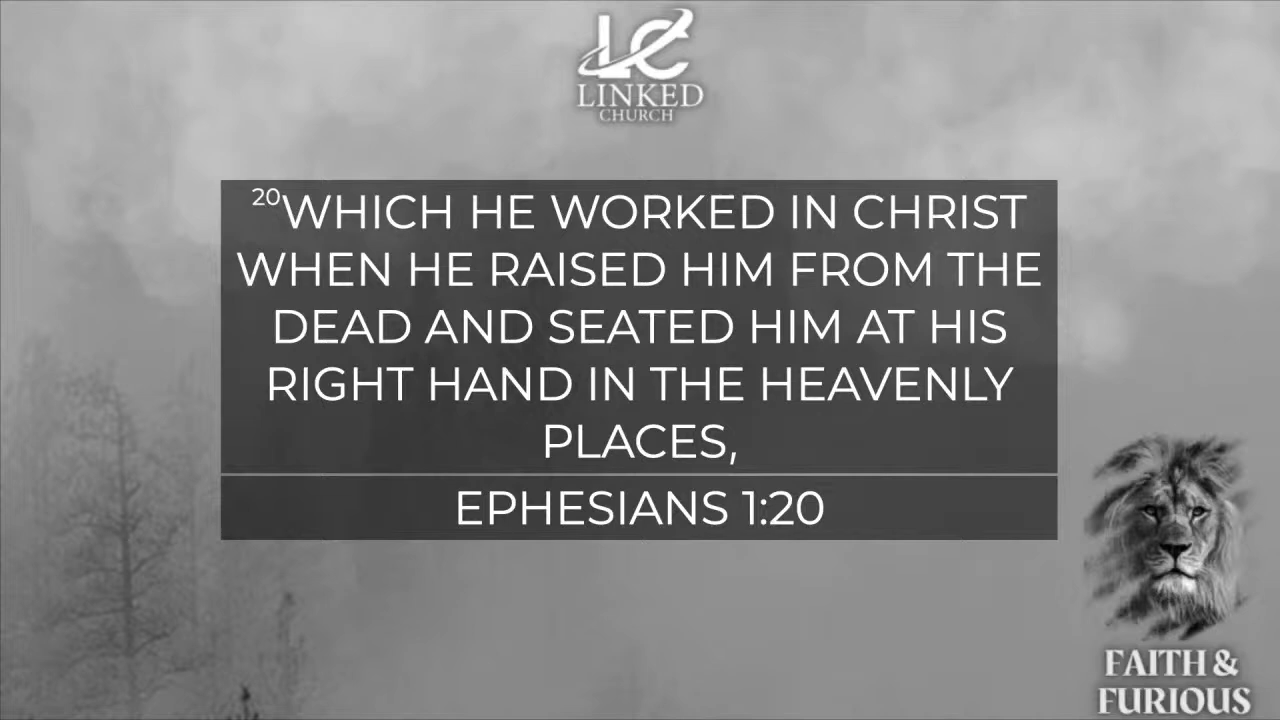 LC
LINKED
CHURCH
20WHICH HE WORKED IN CHRIST
WHEN HE RAISED HIM FROM THE
DEAD AND SEATED HIM AT HIS
RIGHT HAND IN THE HEAVENLY
PLACES,
EPHESIANS 1:20
FAITH &
FURIOUS